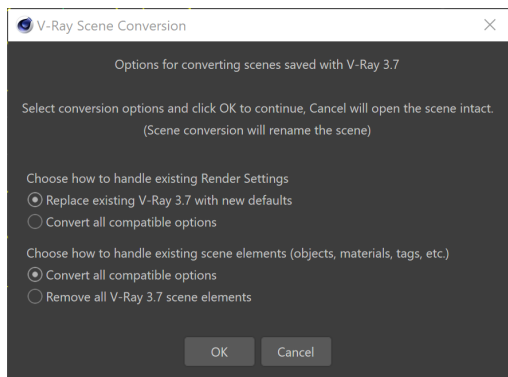 V-Ray Scene Conversion
Options for converting scenes saved with V-Ray 3.7
Select conversion options and click OK to continue, Cancel will open the scene intact.
(Scene conversion will rename the scene)
Choose how to handle existing Render Settings
Replace existing V-Ray 3.7 with new defaults
Convert all compatible options
Choose how to handle existing scene elements (objects, materials, tags, etc.)
Convert all compatible options
Remove all V-Ray 3.7 scene elements
OK Cancel